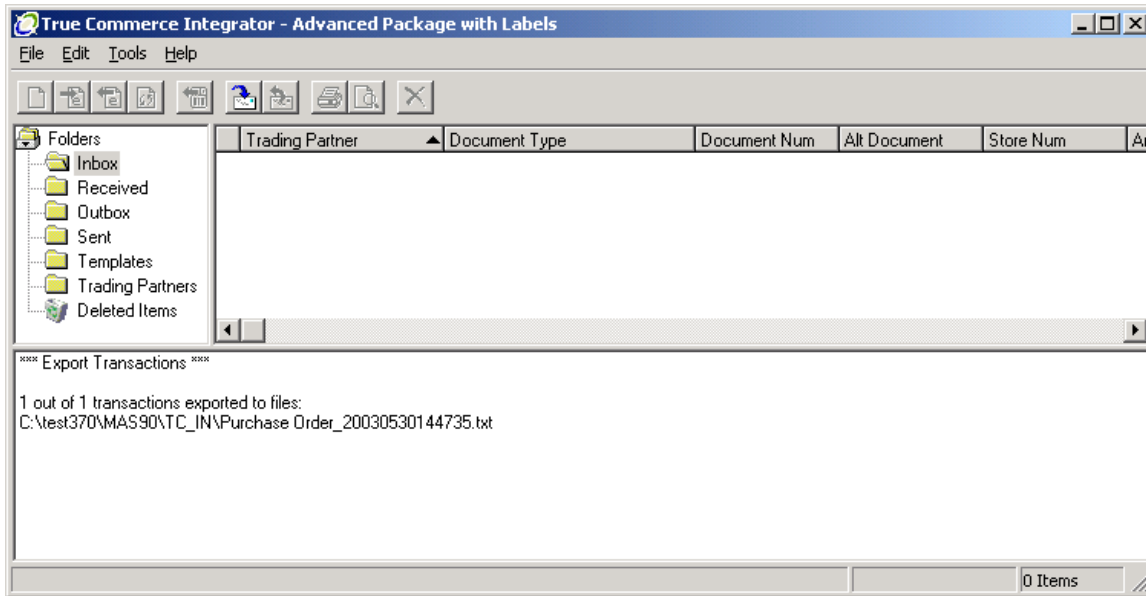 True Commerce Integrator - Advanced Package with Labels
File Edit Tools Help
Folders
Inbox
Received
Outbox
Sent
Templates
Trading Partners
Deleted Items
Trading Partner Document Type Document Num Alt Document Store Num
*** Export Transactions ***
1 out of 1 transactions exported to files:
C:\test370\MAS90\TC_IN\Purchase Order_20030530144735.txt
0 Items